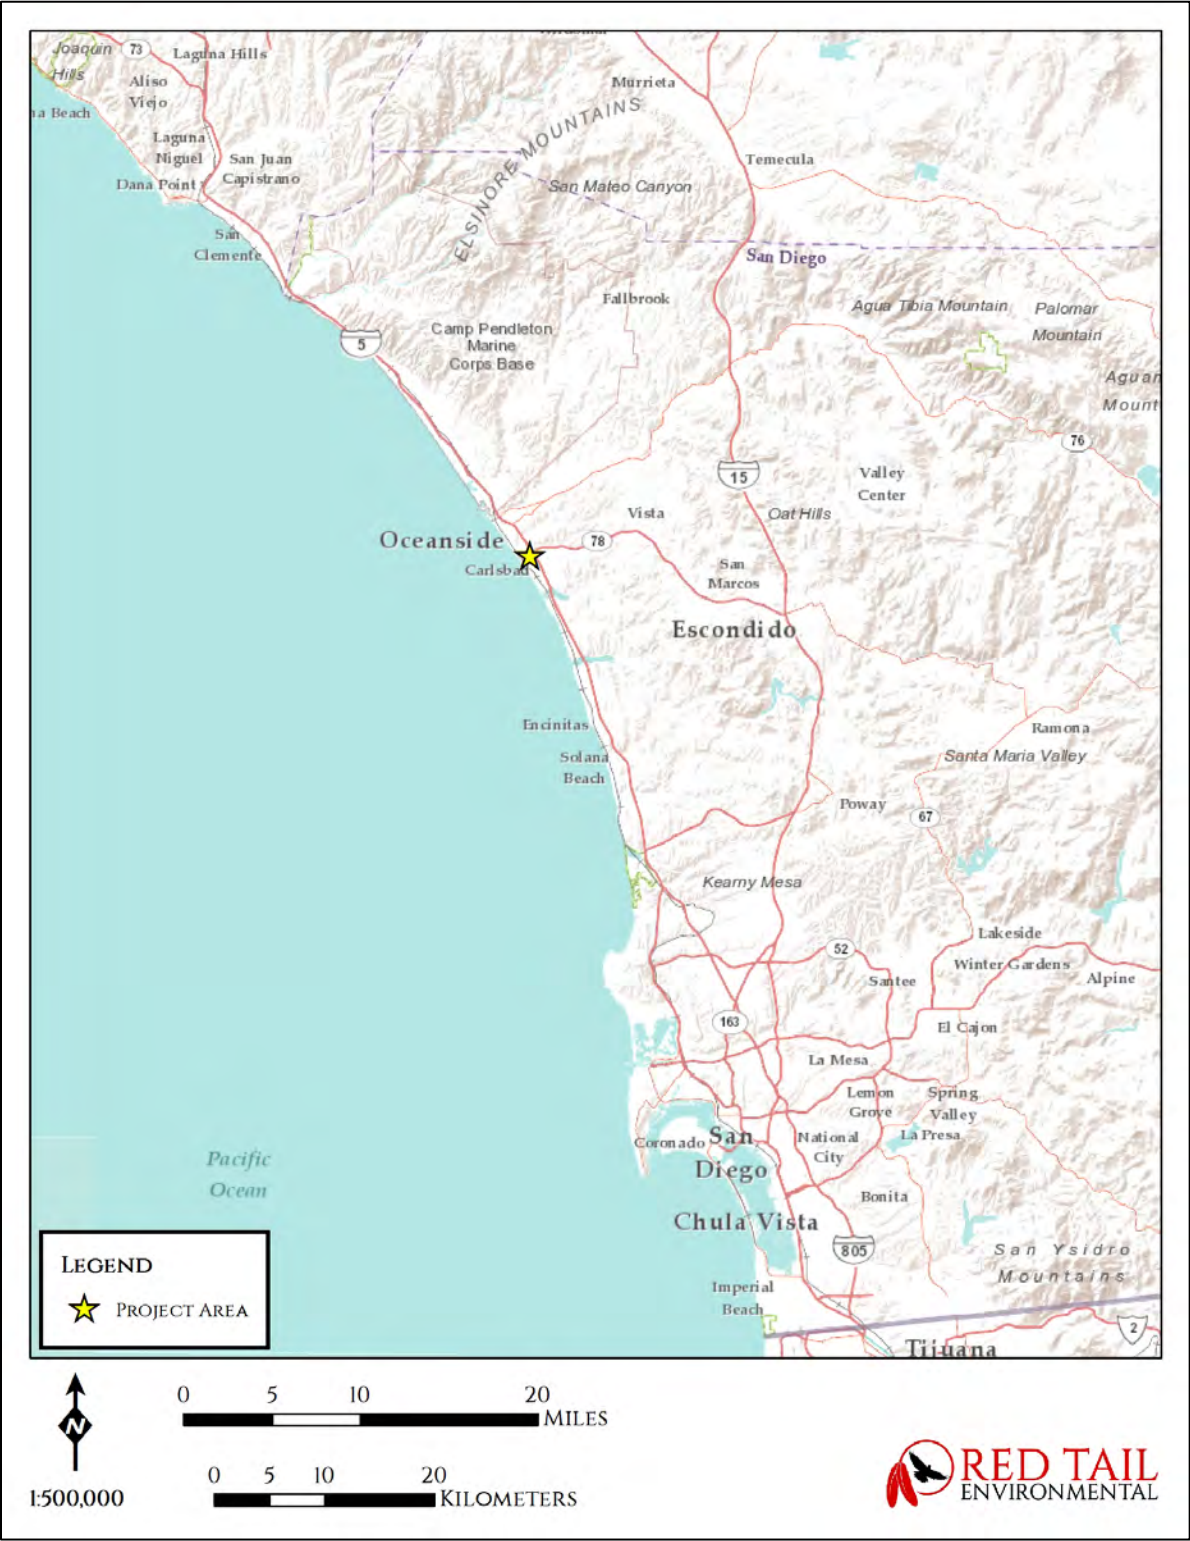 Joaquin
Hills
73
Laguna Hills
Aliso
Viejo
na Beach
Laguna
Niguel
San Juan
Capistrano
Dana Point
San
Clemente
Murrieta
ELSINORE MOUNTAINS
Temecula
San Mateo Canyon
San Diego
Fallbrook
Agua Tibia Mountain
Palomar
Mountain
Camp Pendleton
Marine
Corps Base
5
Aguan
Mount
76
15
Valley
Center
Vista
Oat Hills
Oceanside
78
Carlsbad
San
Marcos
Escondido
Encinitas
Ramona
Solana
Beach
Santa Maria Valley
Poway
67
Kearny Mesa
Lakeside
52
Winter Gardens
Santee
Alpine
163
El Cajon
La Mesa
Lemon
Grove
Spring
Valley
La Presa
Coronado
San
Diego
National
City
Pacific
Ocean
Bonita
Chula Vista
805
San Ysidro
Mountains
Imperial
Beach
2
Tijuana
LEGEND
PROJECT AREA
N
1:500,000
0 5 10 20
MILES
0 5 10 20
KILOMETERS
RED TAIL
ENVIRONMENTAL